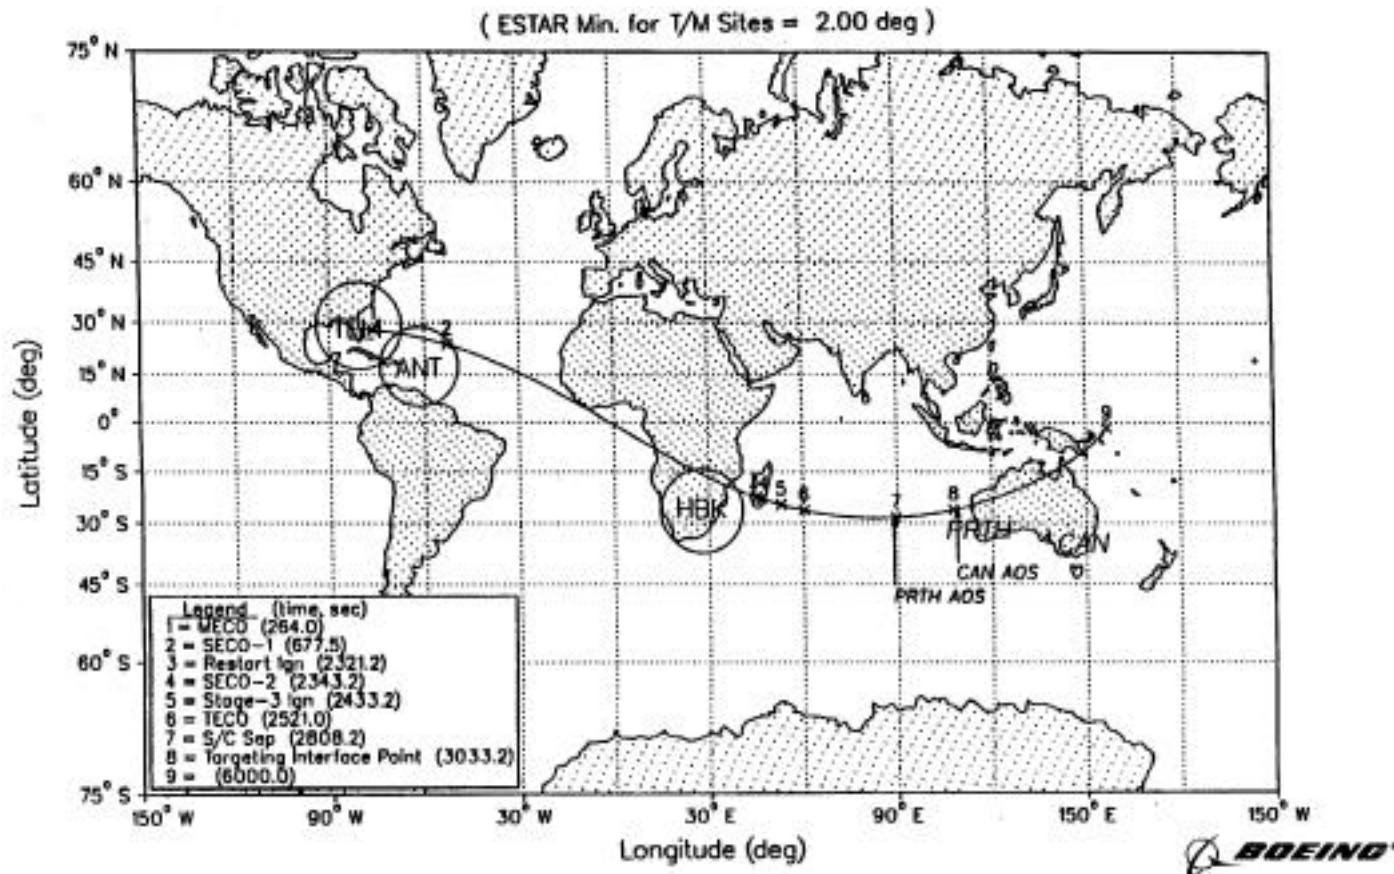 ( ESTAR Min. for T/M Sites = 2.00 deg )
75° N
60° N
45° N
30° N
15° N
0°
15° S
30° S
45° S
60° S
75° S
Latitude (deg)
2
ANT
HBK
5
6
7
8
9
PRTH
CAN
CAN AOS
PRTH AOS
Legend (time, sec)
1 = MECO (264.0)
2 = SECO-1 (677.5)
3 = Restart Ign (2321.2)
4 = SECO-2 (2343.2)
5 = Stage-3 Ign (2433.2)
6 = TECO (2521.0)
7 = S/C Sep (2808.2)
8 = Targeting Interface Point (3033.2)
9 = (6000.0)
150° W
90° W
30° W
30° E
90° E
150° E
150° W
Longitude (deg)
BOEING